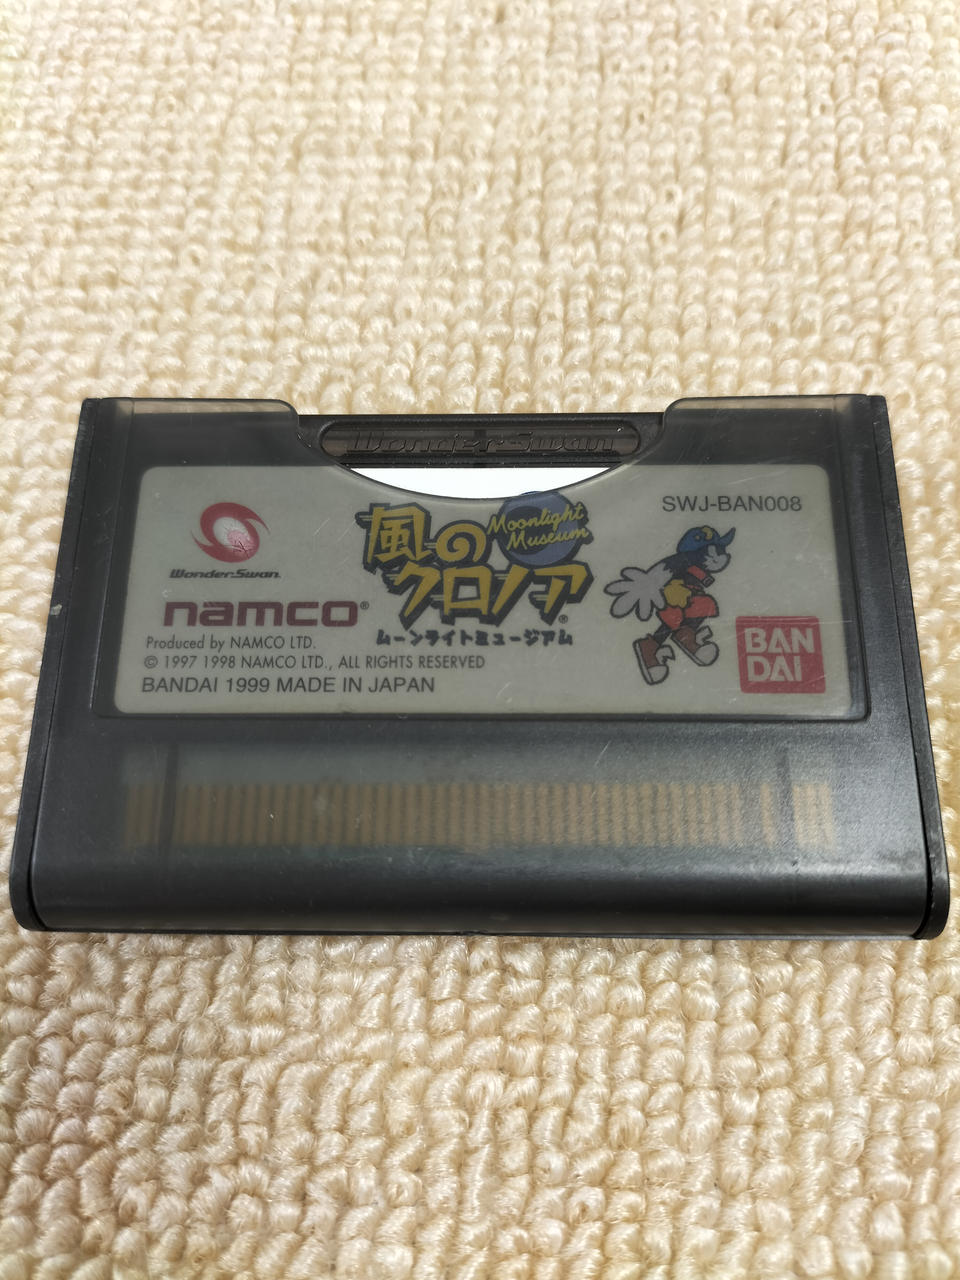 WonderSwan
SWJ-BAN008
WonderSwan
風のクロノア
Moonlight
Museum
ムーンライトミュージアム
namco®
Produced by NAMCO LTD.
© 1997 1998 NAMCO LTD., ALL RIGHTS RESERVED
BANDAI 1999 MADE IN JAPAN
BAN
DAI